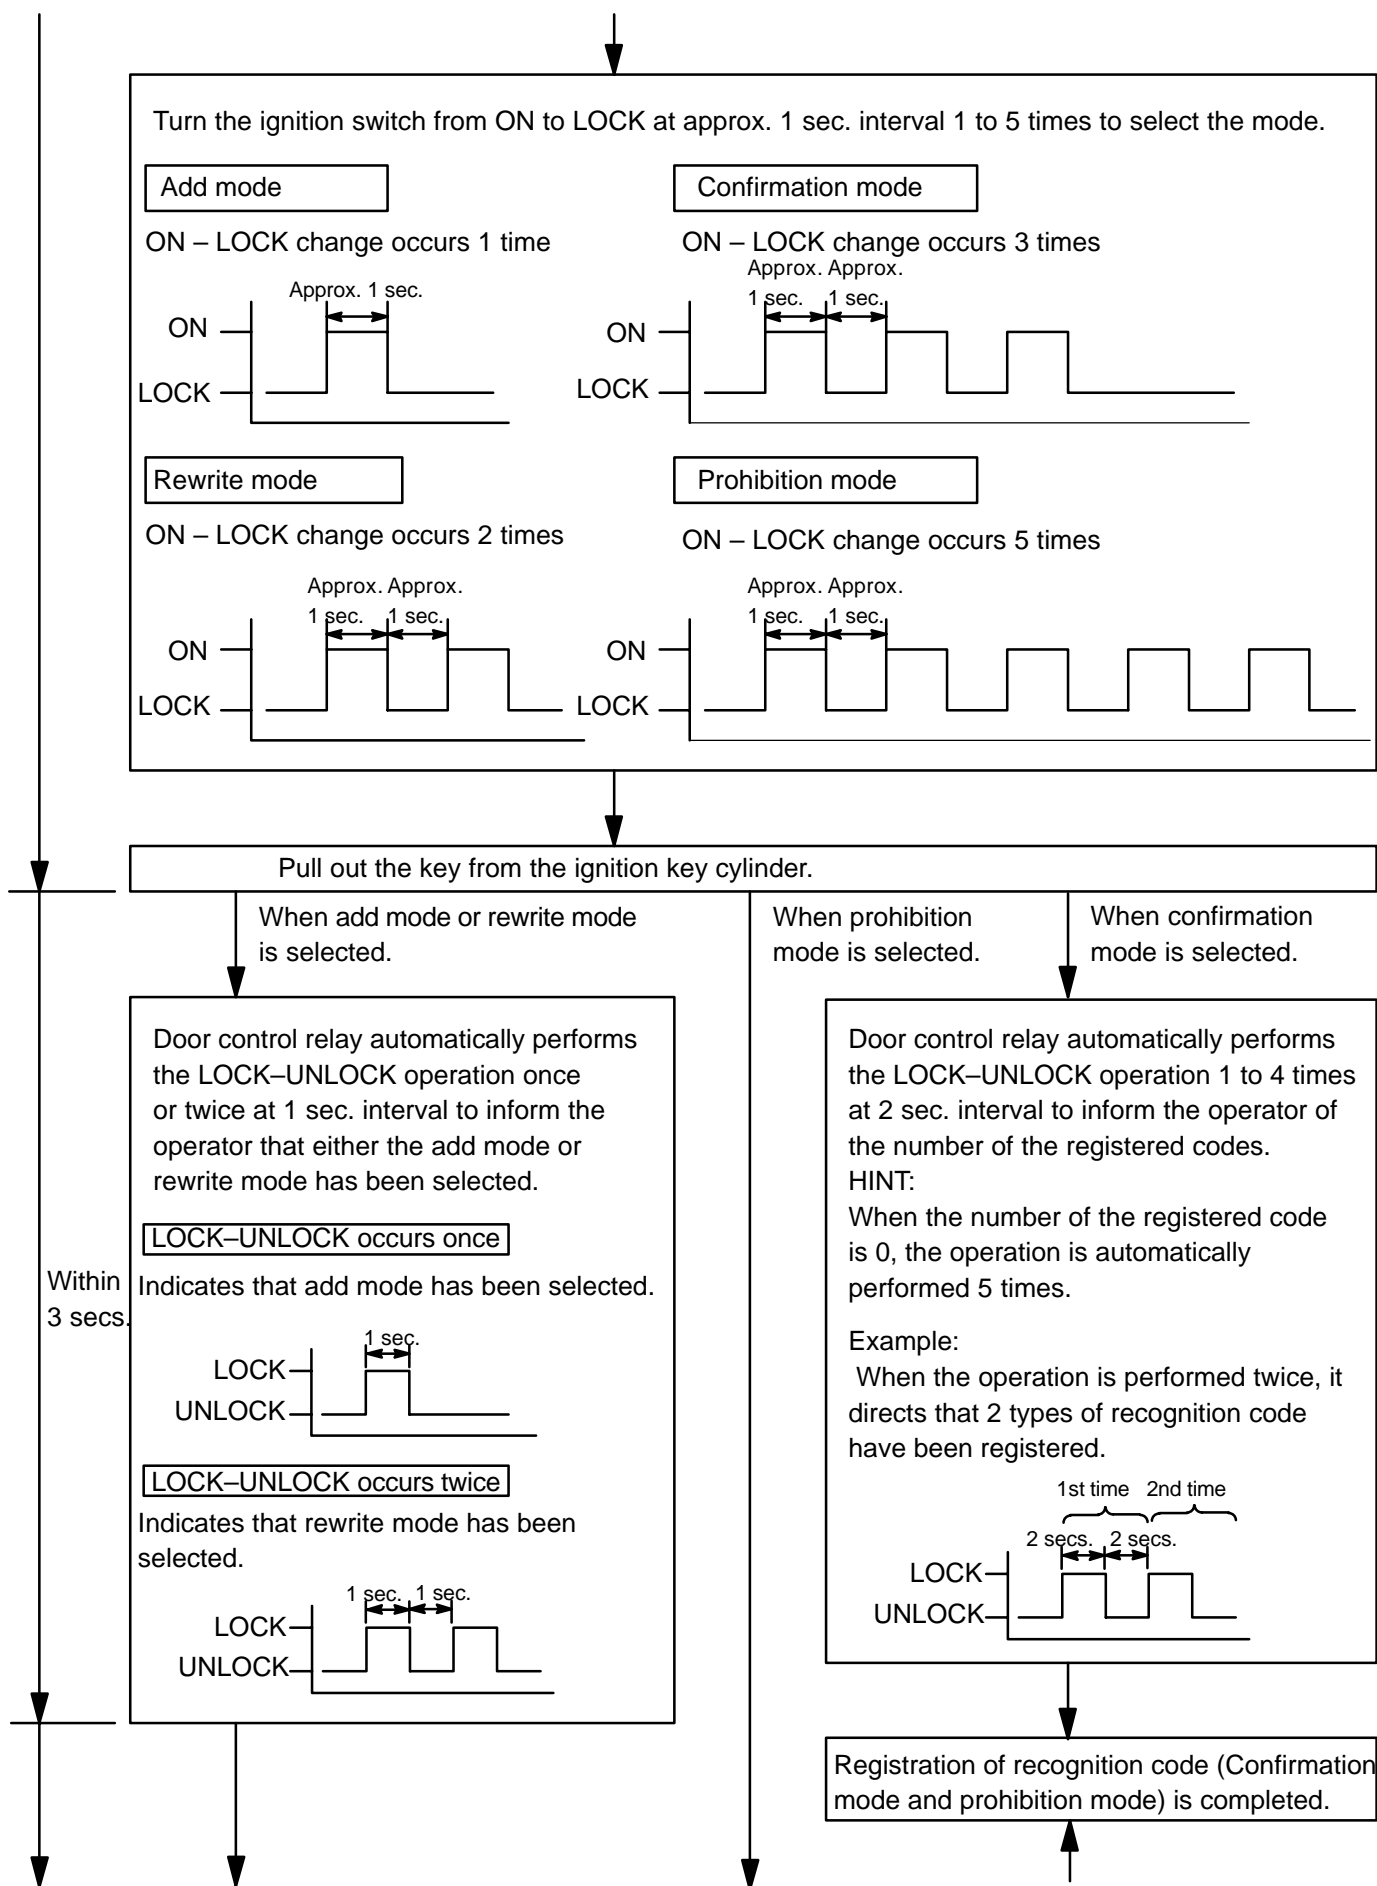 Turn the ignition switch from ON to LOCK at approx. 1 sec. interval 1 to 5 times to select the mode.
Add mode
ON – LOCK change occurs 1 time
Approx. 1 sec.
ON
LOCK
Confirmation mode
ON – LOCK change occurs 3 times
Approx. Approx.
1 sec. 1 sec.
ON
LOCK
Rewrite mode
ON – LOCK change occurs 2 times
Approx. Approx.
1 sec. 1 sec.
ON
LOCK
Prohibition mode
ON – LOCK change occurs 5 times
Approx. Approx.
1 sec. 1 sec.
ON
LOCK
Pull out the key from the ignition key cylinder.
When add mode or rewrite mode
is selected.
When prohibition
mode is selected.
When confirmation
mode is selected.
Within
3 secs.
Door control relay automatically performs
the LOCK–UNLOCK operation once
or twice at 1 sec. interval to inform the
operator that either the add mode or
rewrite mode has been selected.
LOCK–UNLOCK occurs once
Indicates that add mode has been selected.
1 sec.
LOCK
UNLOCK
LOCK–UNLOCK occurs twice
Indicates that rewrite mode has been
selected.
1 sec. 1 sec.
LOCK
UNLOCK
Door control relay automatically performs
the LOCK–UNLOCK operation 1 to 4 times
at 2 sec. interval to inform the operator of
the number of the registered codes.
HINT:
When the number of the registered code
is 0, the operation is automatically
performed 5 times.
Example:
When the operation is performed twice, it
directs that 2 types of recognition code
have been registered.
1st time 2nd time
2 secs. 2 secs.
LOCK
UNLOCK
Registration of recognition code (Confirmation
mode and prohibition mode) is completed.